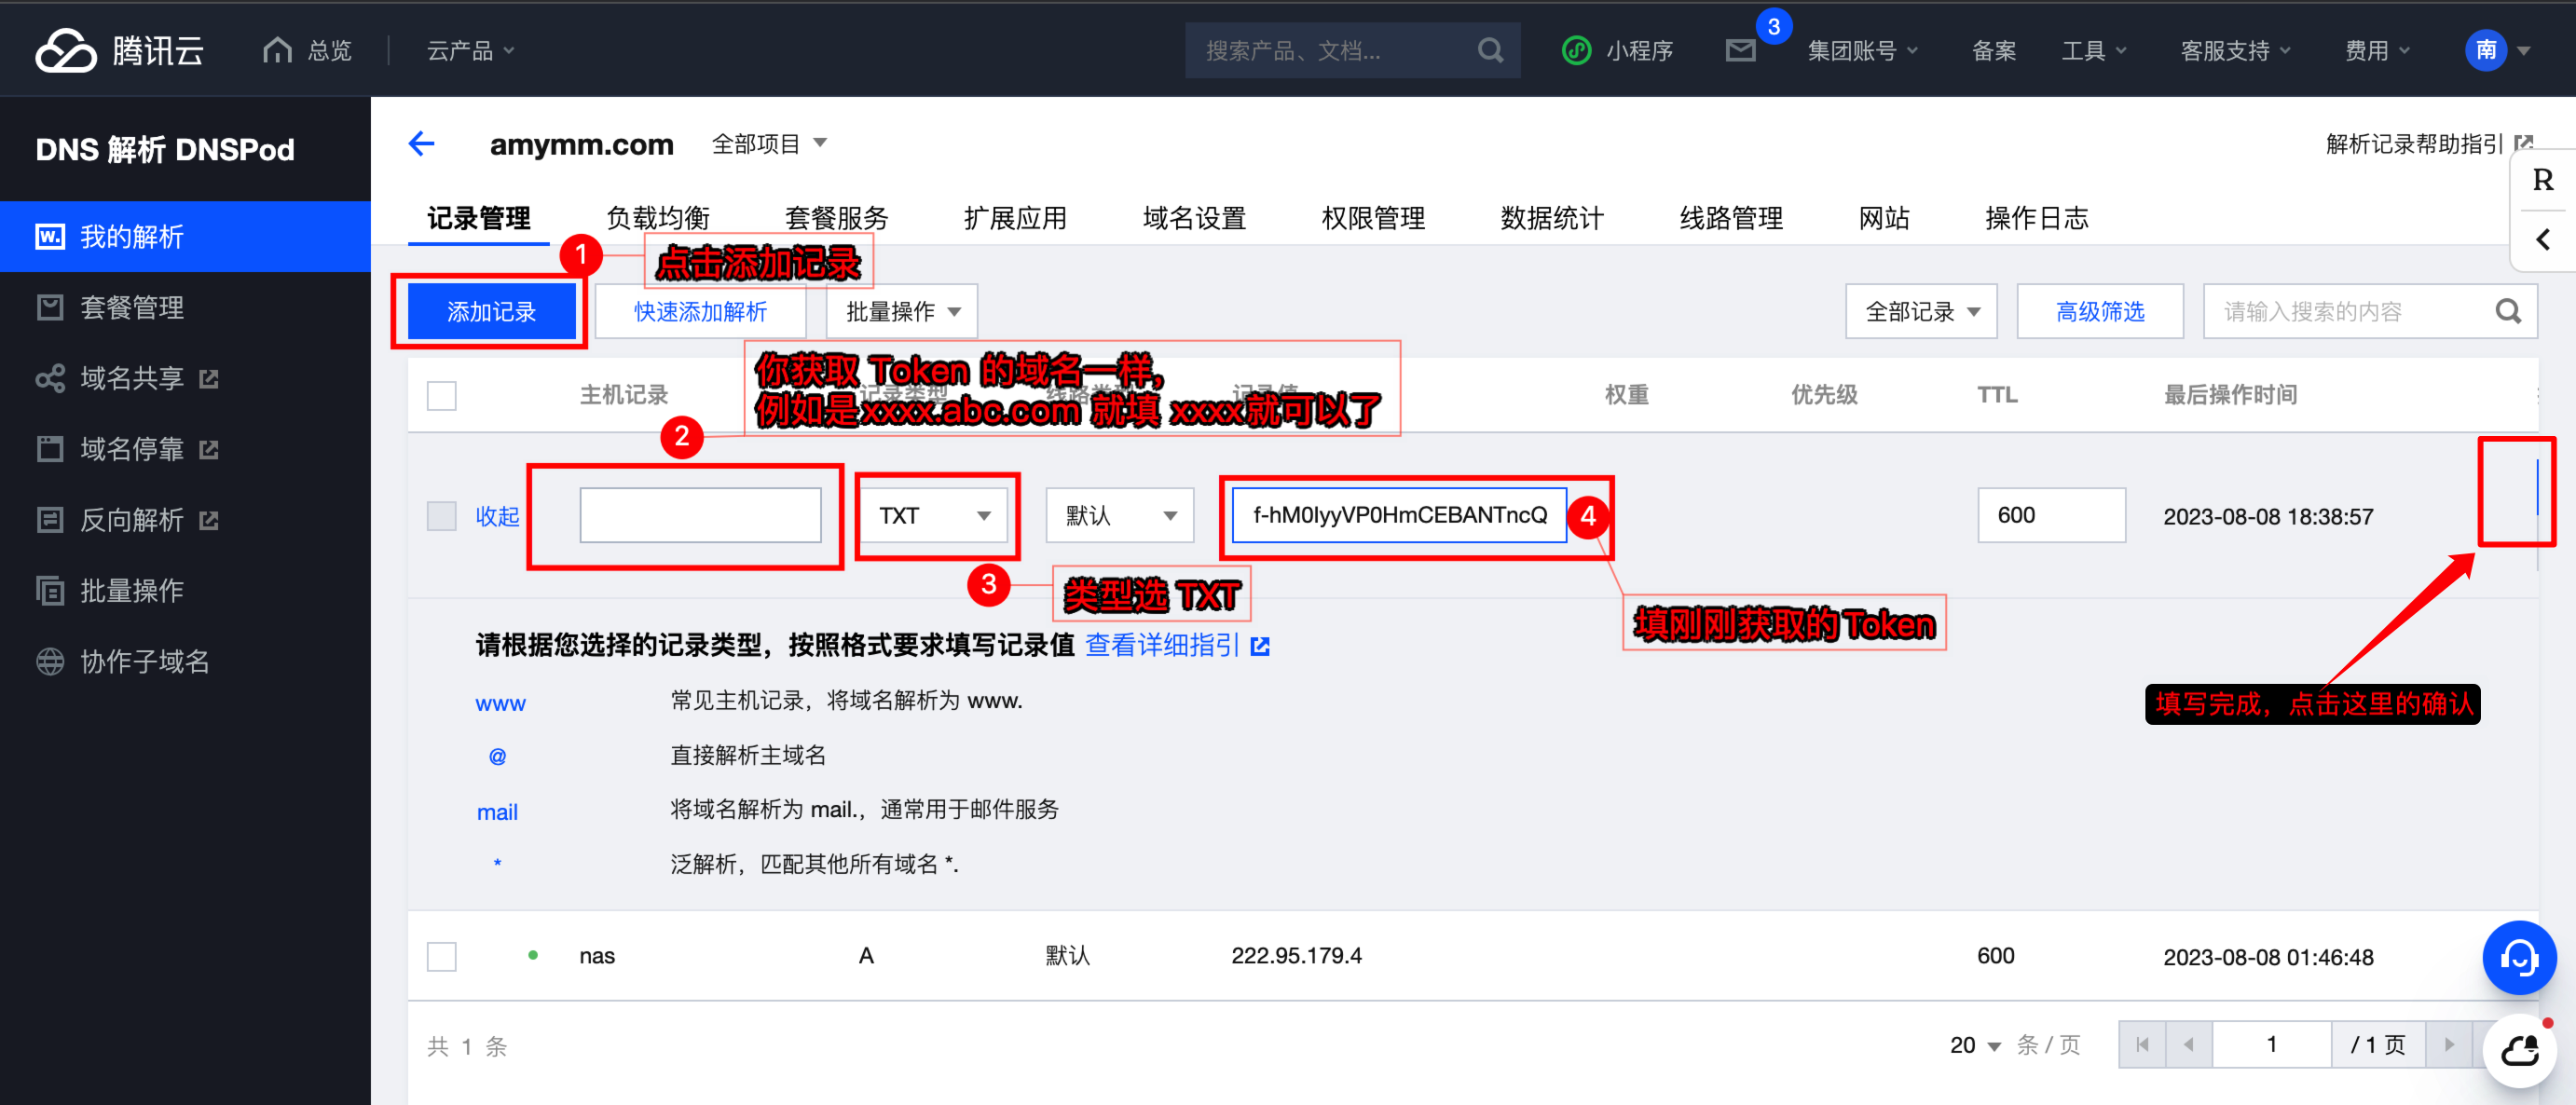 腾讯云 总览 云产品 搜索产品、文档... 小程序 3 集团账号 备案 工具 客服支持 费用 南
DNS 解析 DNSPod
我的解析
套餐管理
域名共享
域名停靠
反向解析
批量操作
协作子域名
amymm.com 全部项目 解析记录帮助指引
R
记录管理 负载均衡 套餐服务 扩展应用 域名设置 权限管理 数据统计 线路管理 网站 操作日志
1 点击添加记录
添加记录 快速添加解析 批量操作 全部记录 高级筛选 请输入搜索的内容
你获取 Token 的域名一样,
例如是xxxx.abc.com 就填 xxxx就可以了
主机记录 记录类型 线路类型 记录值 权重 优先级 TTL 最后操作时间
2
收起 TXT 默认 f-hM0IyyVP0HmCEBANTncQ 4 600 2023-08-08 18:38:57
3 类型选 TXT
填刚刚获取的Token
请根据您选择的记录类型，按照格式要求填写记录值 查看详细指引
填写完成，点击这里的确认
www 常见主机记录，将域名解析为 www.
@ 直接解析主域名
mail 将域名解析为 mail.，通常用于邮件服务
* 泛解析，匹配其他所有域名 *.
nas A 默认 222.95.179.4 600 2023-08-08 01:46:48
共 1 条 20 条 / 页 1 / 1 页